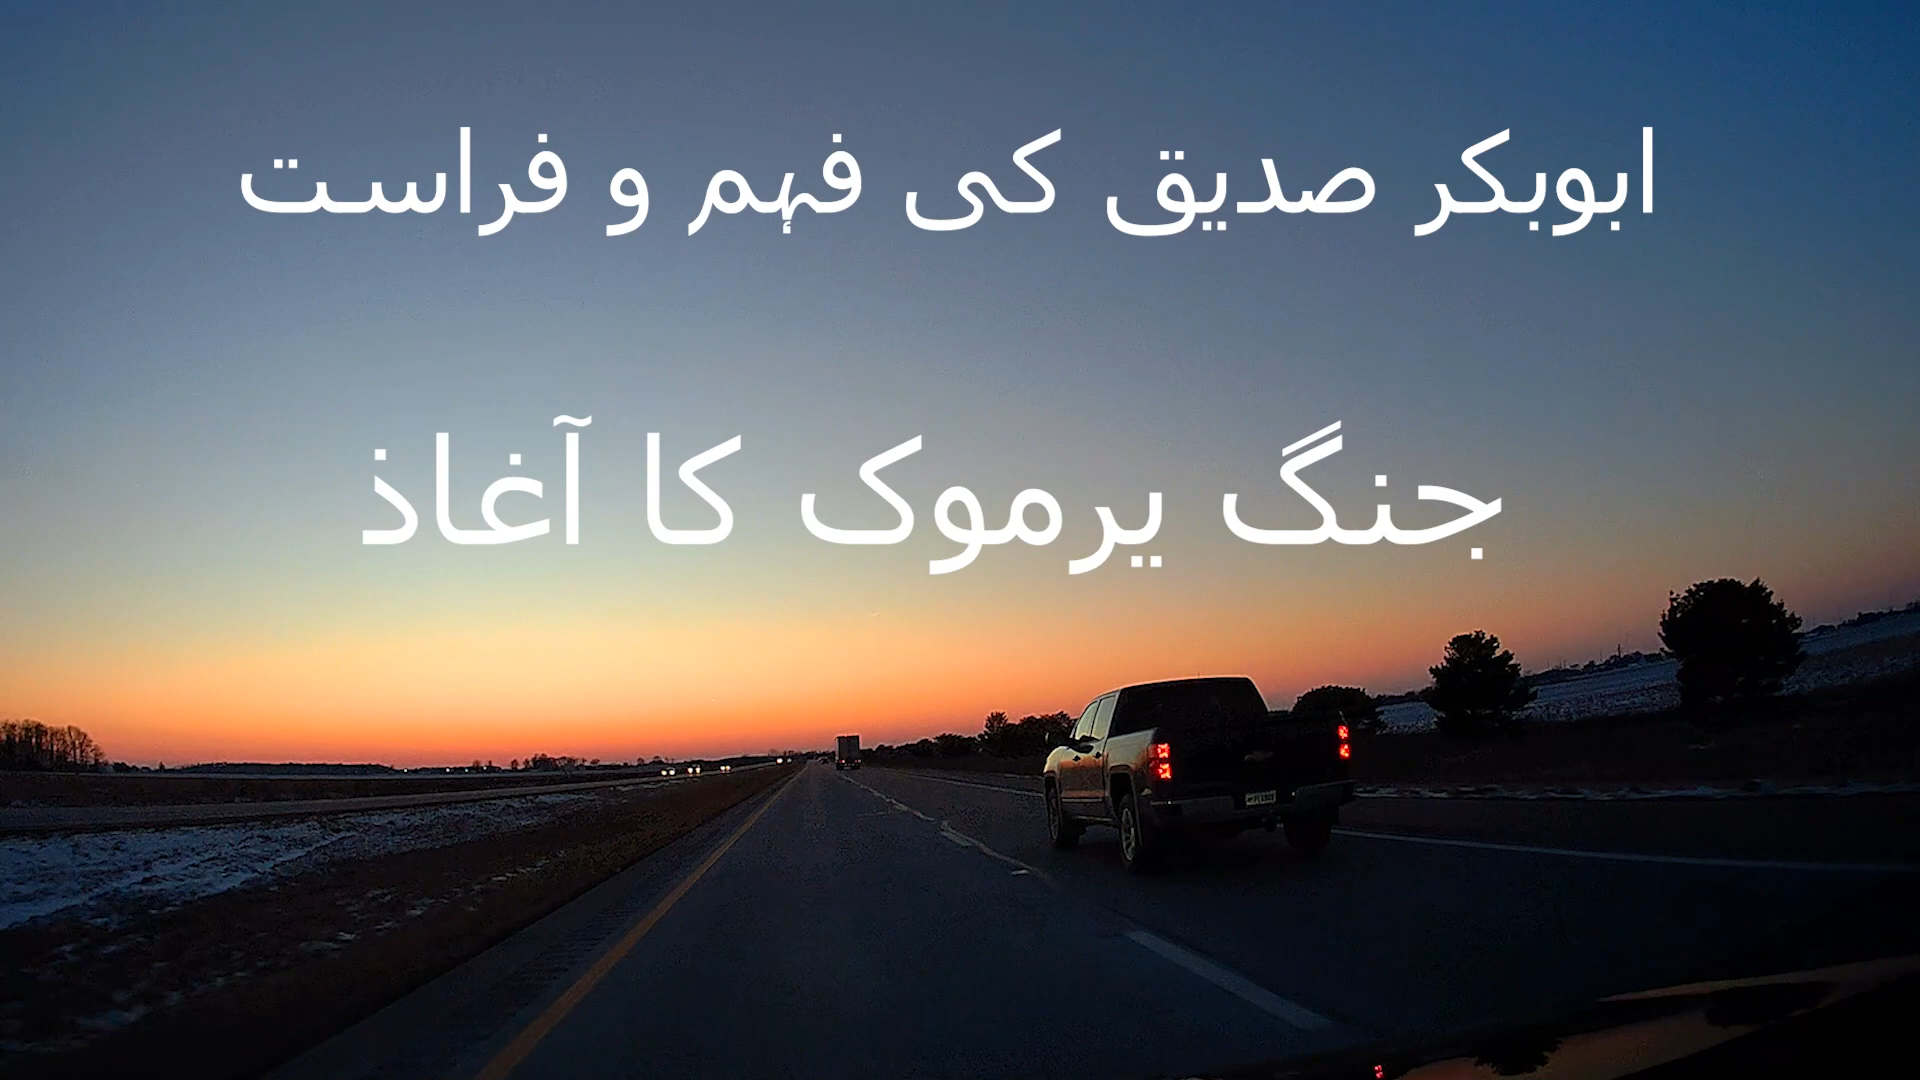 ابوبکر صدیق کی فہم و فراست
جنگ یرموک کا آغاذ